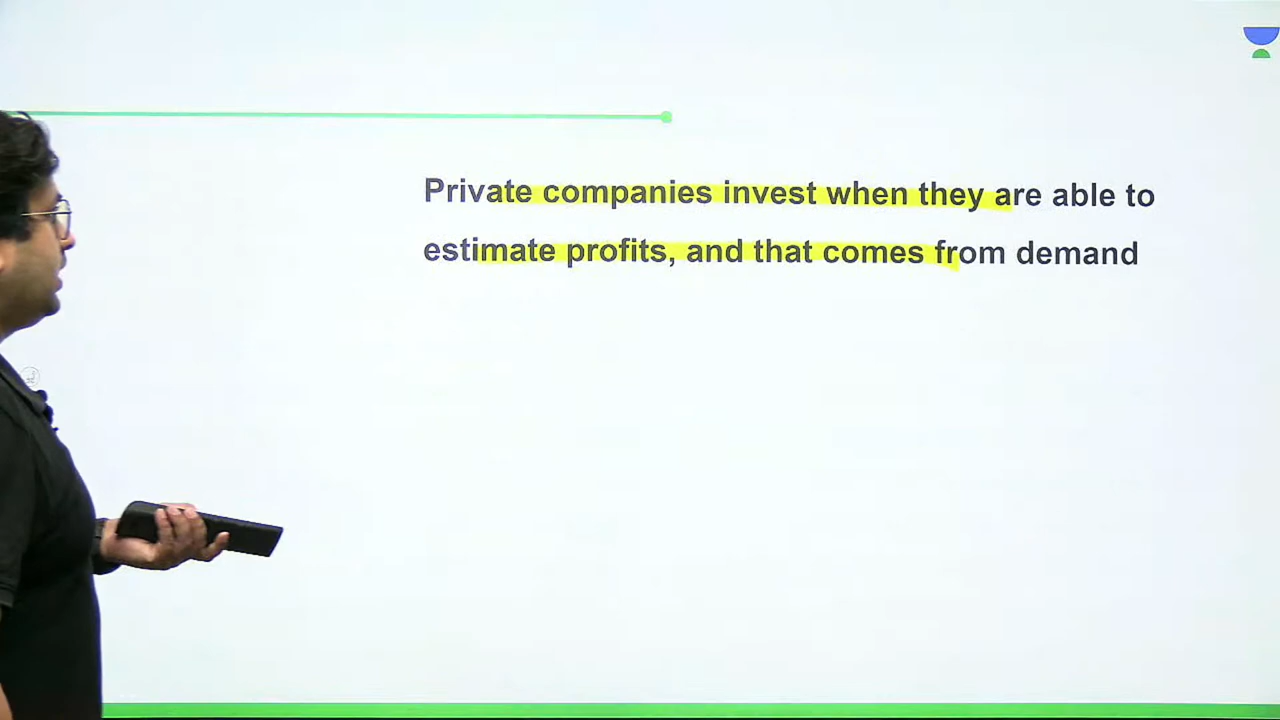 Private companies invest when they are able to
estimate profits, and that comes from demand